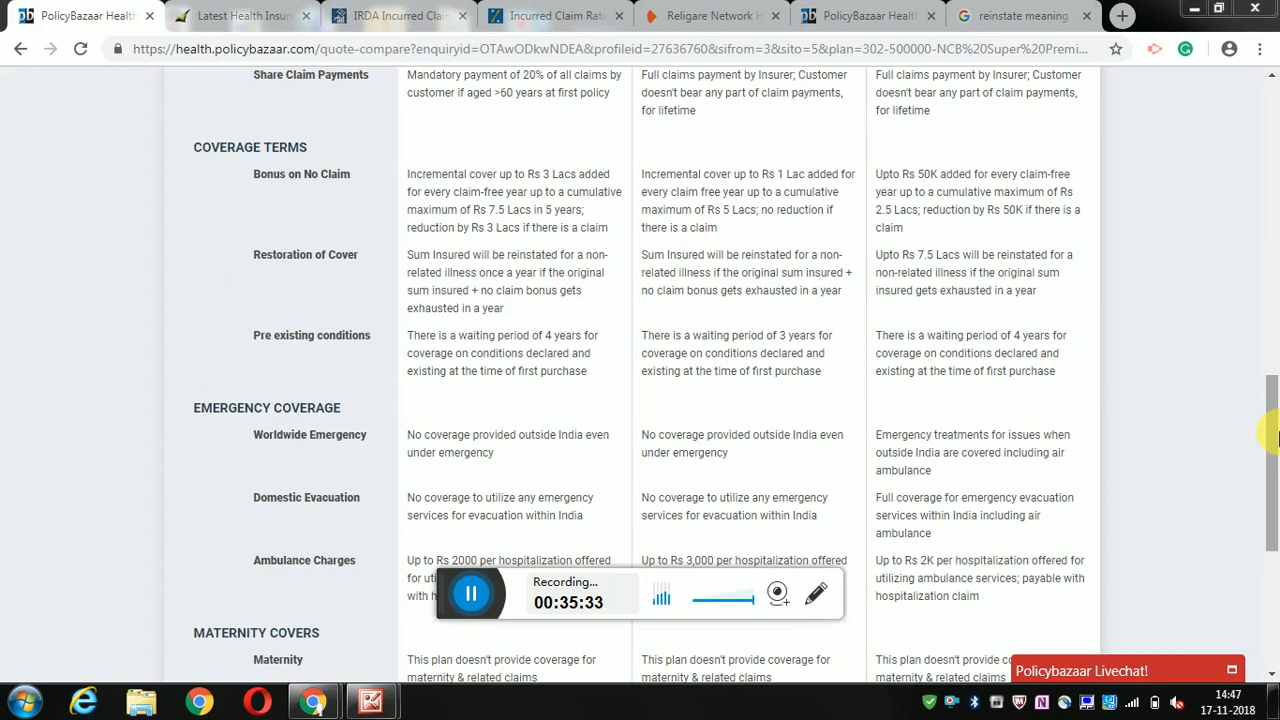 PolicyBazaar Health
Latest Health Insura
IRDA Incurred Clai
Incurred Claim Rati
Religare Network H
PolicyBazaar Health
reinstate meaning
https://health.policybazaar.com/quote-compare?enquiryid=OTAwODkwNDEA&profileid=27636760&sifrom=3&sito=5&plan=302-500000-NCB%20Super%20Premi...
Share Claim Payments
Mandatory payment of 20% of all claims by
customer if aged >60 years at first policy
Full claims payment by Insurer; Customer
doesn't bear any part of claim payments,
for lifetime
Full claims payment by Insurer; Customer
doesn't bear any part of claim payments,
for lifetime
COVERAGE TERMS
Bonus on No Claim
Incremental cover up to Rs 3 Lacs added
for every claim-free year up to a cumulative
maximum of Rs 7.5 Lacs in 5 years;
reduction by Rs 3 Lacs if there is a claim
Incremental cover up to Rs 1 Lac added for
every claim free year up to a cumulative
maximum of Rs 5 Lacs; no reduction if
there is a claim
Upto Rs 50K added for every claim-free
year up to a cumulative maximum of Rs
2.5 Lacs; reduction by Rs 50K if there is a
claim
Restoration of Cover
Sum Insured will be reinstated for a non-
related illness once a year if the original
sum insured + no claim bonus gets
exhausted in a year
Sum Insured will be reinstated for a non-
related illness if the original sum insured +
no claim bonus gets exhausted in a year
Upto Rs 7.5 Lacs will be reinstated for a
non-related illness if the original sum
insured gets exhausted in a year
Pre existing conditions
There is a waiting period of 4 years for
coverage on conditions declared and
existing at the time of first purchase
There is a waiting period of 3 years for
coverage on conditions declared and
existing at the time of first purchase
There is a waiting period of 4 years for
coverage on conditions declared and
existing at the time of first purchase
EMERGENCY COVERAGE
Worldwide Emergency
No coverage provided outside India even
under emergency
No coverage provided outside India even
under emergency
Emergency treatments for issues when
outside India are covered including air
ambulance
Domestic Evacuation
No coverage to utilize any emergency
services for evacuation within India
No coverage to utilize any emergency
services for evacuation within India
Full coverage for emergency evacuation
services within India including air
ambulance
Ambulance Charges
Up to Rs 2000 per hospitalization offered
for uti
with h
Up to Rs 3,000 per hospitalization offered
Up to Rs 2K per hospitalization offered for
utilizing ambulance services; payable with
hospitalization claim
Recording...
00:35:33
MATERNITY COVERS
Maternity
This plan doesn't provide coverage for
maternity & related claims
This plan doesn't provide coverage for
maternity & related claims
This plan doesn't provide co
maternity & related claims
Policybazaar Livechat!
14:47
17-11-2018